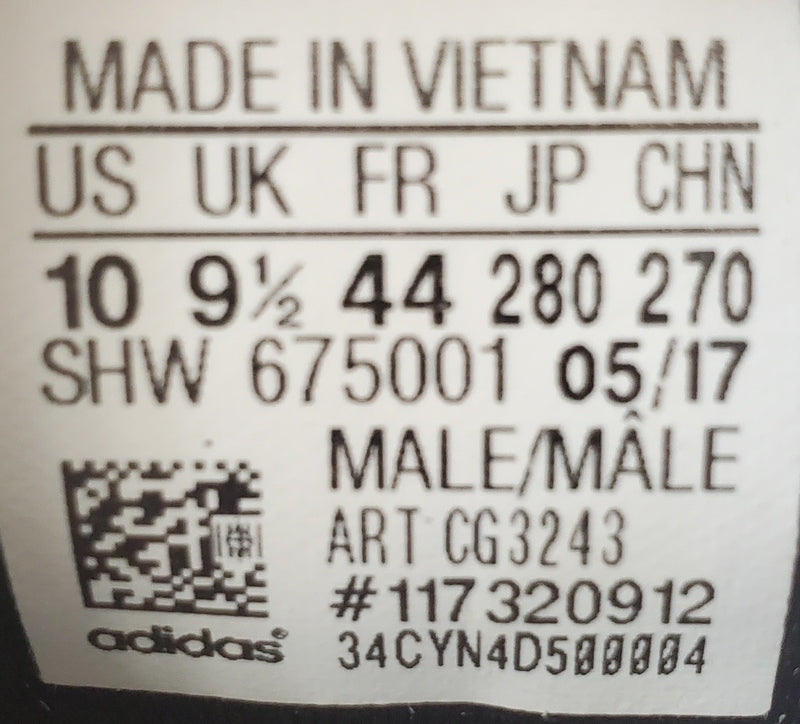 MADE IN VIETNAM
US UK FR JP CHN
10 9½ 44 280 270
SHW 675001 05/17
MALE/MÂLE
ART CG3243
#117320912
adidas®
34CYN4D500004